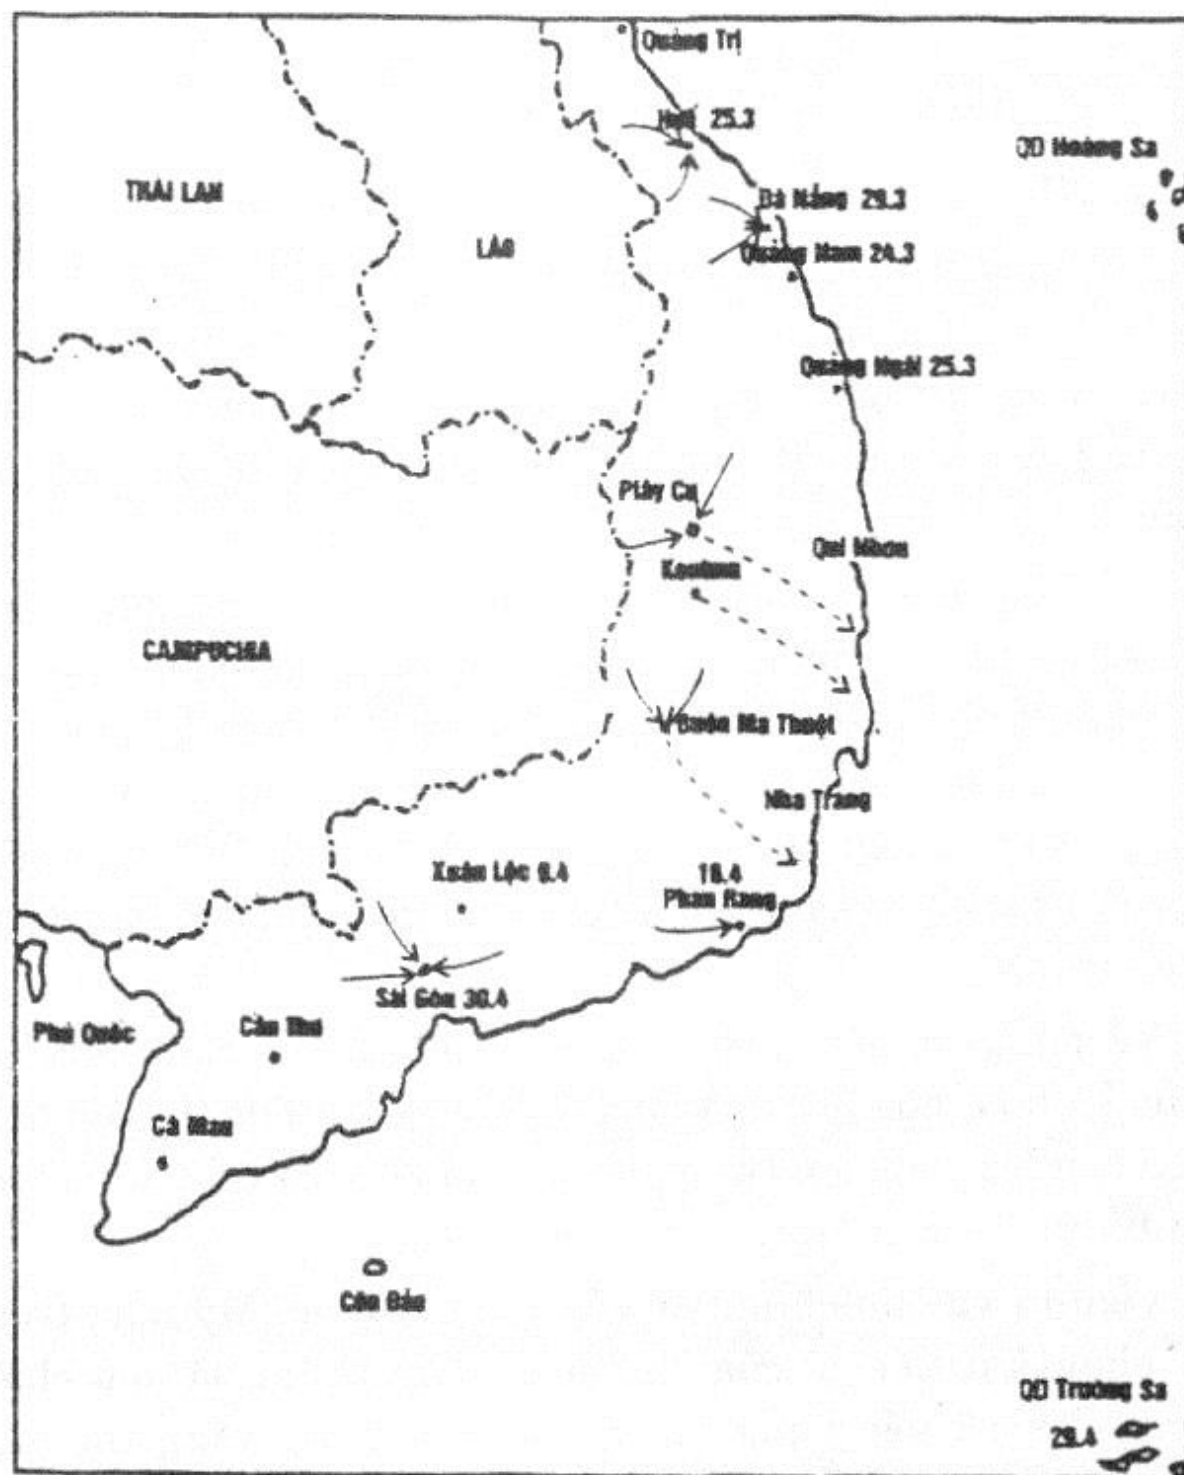 Quảng Trị
Huế 25.3
QĐ Hoàng Sa
THÁI LAN
Đà Nẵng 29.3
LÀO
Quảng Nam 24.3
Quảng Ngãi 25.3
Plây Cu
Qui Nhơn
Kontum
CAMPUCHIA
Buôn Ma Thuột
Nha Trang
Xuân Lộc 9.4
16.4
Phan Rang
Sài Gòn 30.4
Phú Quốc
Cần Thơ
Cà Mau
Côn Đảo
QĐ Trường Sa
29.4